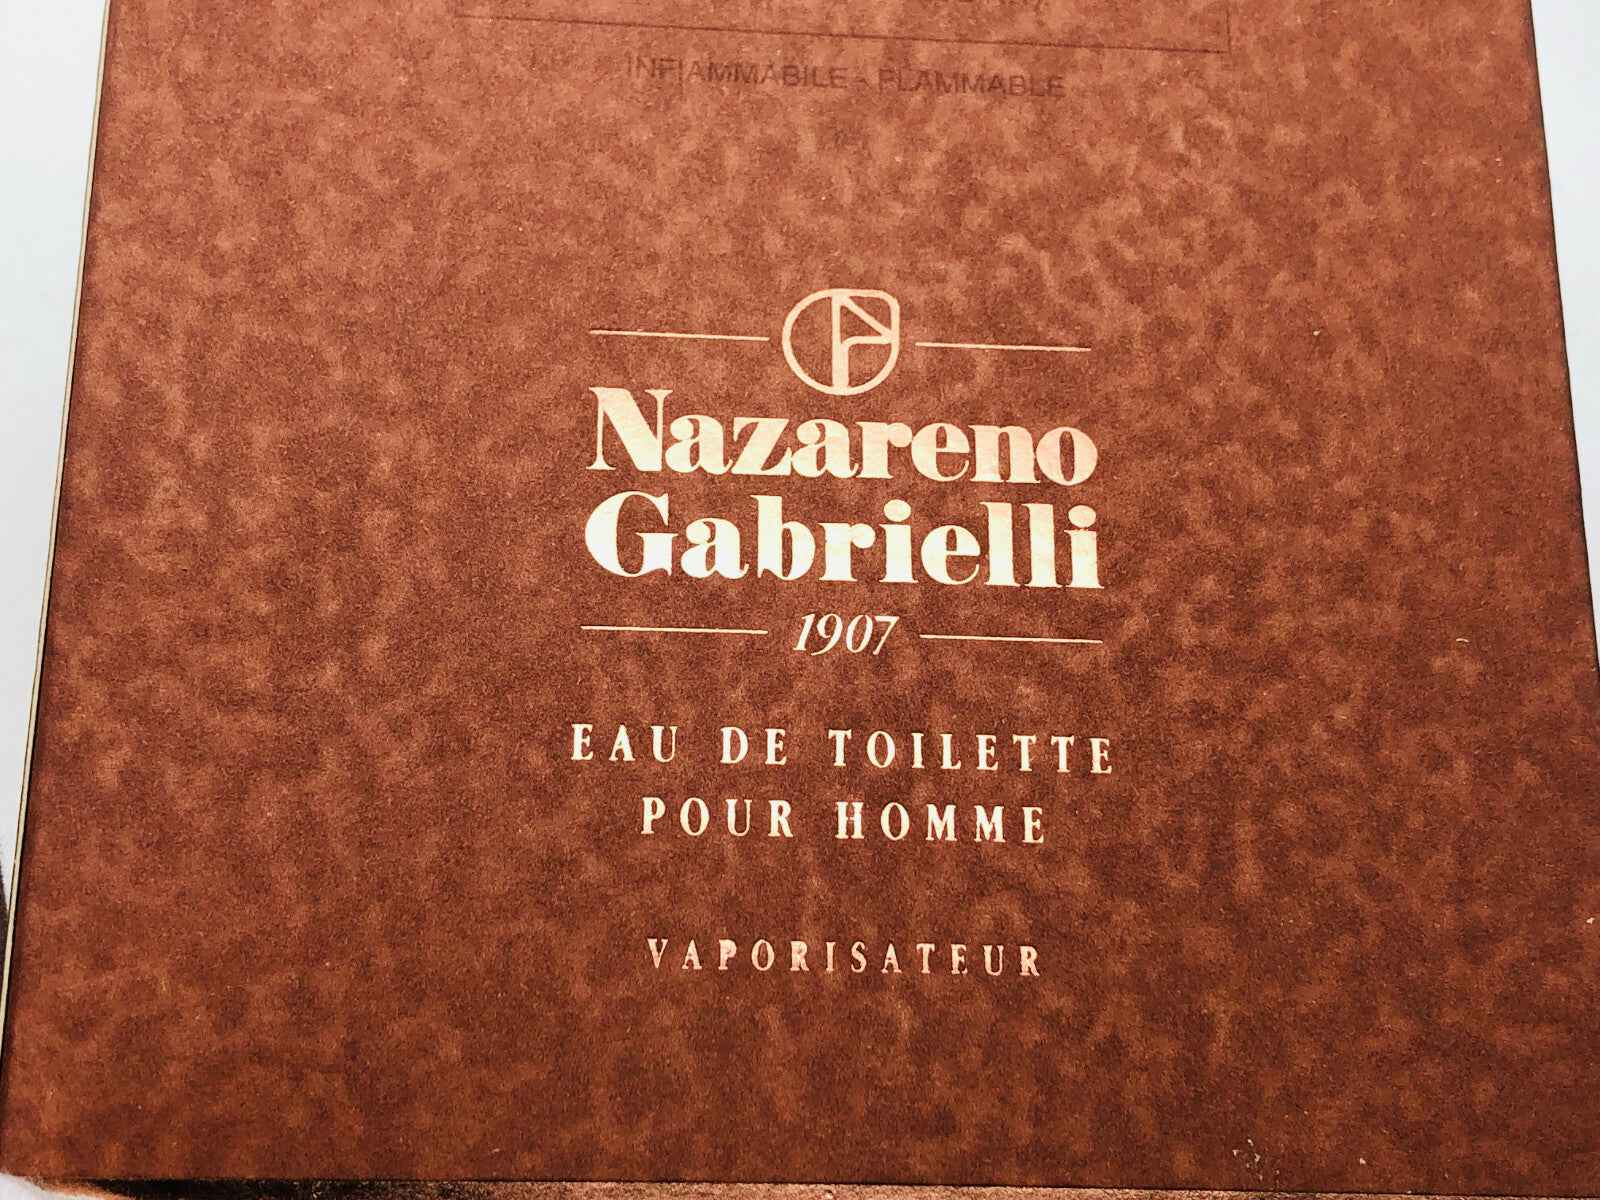 INFIAMMABILE - FLAMMABLE
Nazareno
Gabrielli
1907
EAU DE TOILETTE
POUR HOMME
VAPORISATEUR